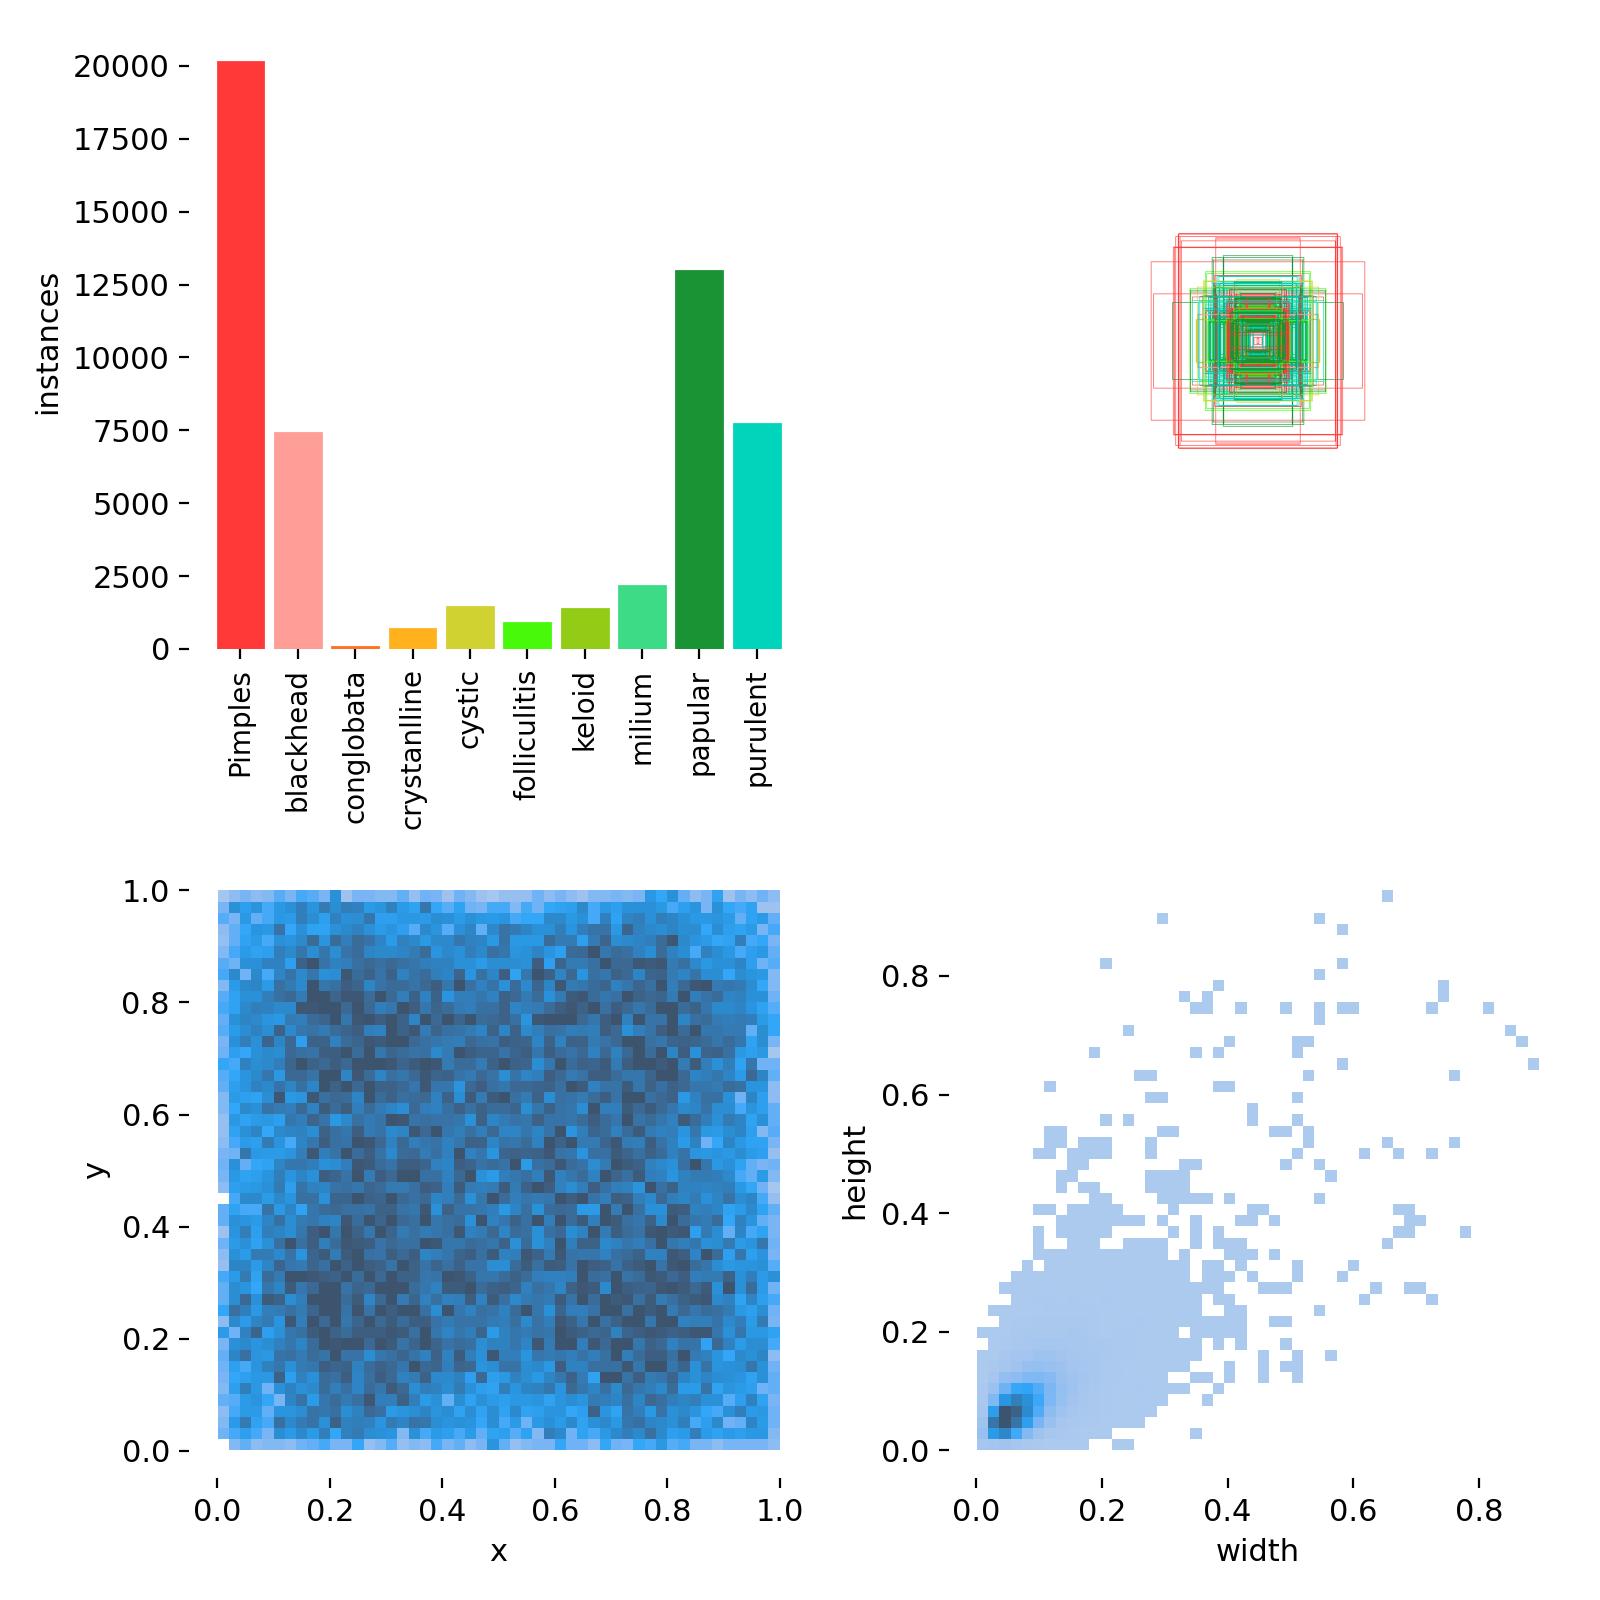 20000
17500
15000
12500
10000
7500
5000
2500
0
instances
Pimples
blackhead
conglobata
crystanlline
cystic
folliculitis
keloid
milium
papular
purulent
1.0
0.8
0.6
0.4
0.2
0.0
y
0.0 0.2 0.4 0.6 0.8 1.0
x
0.8
0.6
0.4
0.2
0.0
height
0.0 0.2 0.4 0.6 0.8
width